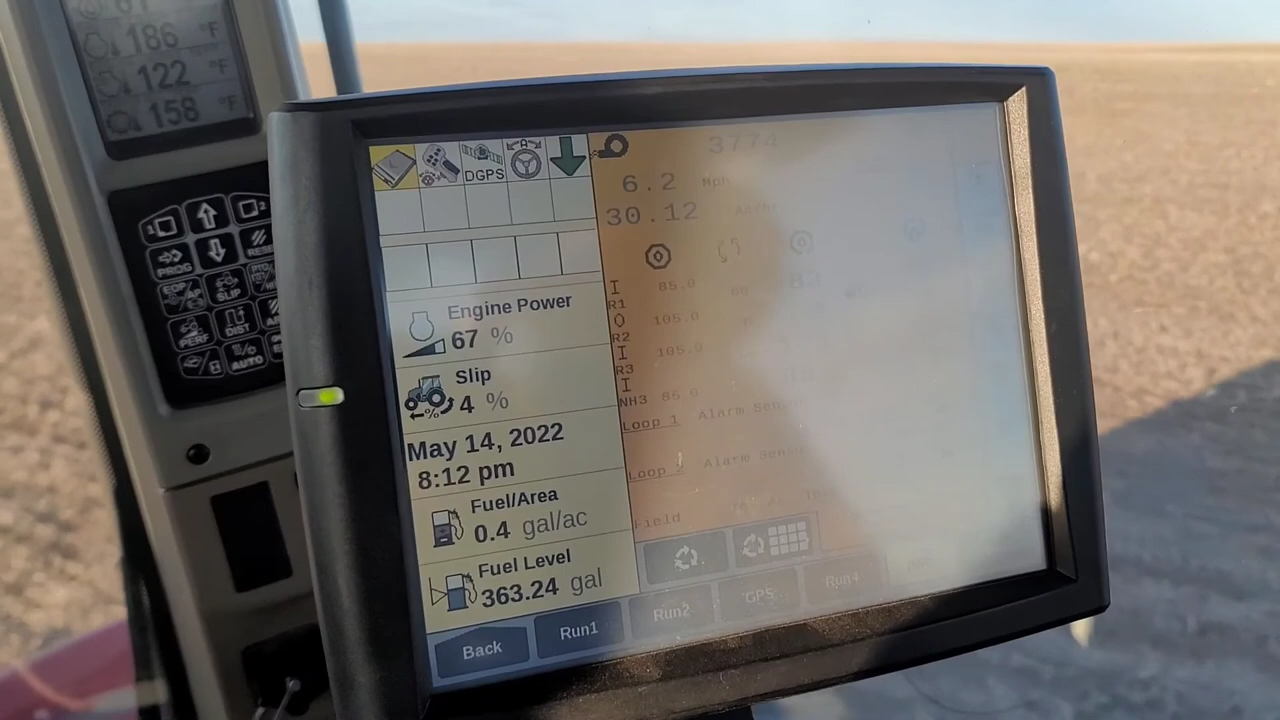 186 °F
122 °F
158 °F
1
2
PROG
SLIP
PERF
DIST
AUTO
DGPS
3774
6.2 Mph
30.12
Engine Power
67 %
Slip
4 %
May 14, 2022
8:12 pm
Fuel/Area
0.4 gal/ac
Fuel Level
363.24 gal
R1 85.0
R2 105.0
R3 105.0
NH3 85.0
Loop 1 Alarm
Loop 2 Alarm
Field
Back
Run1
Run2
GPS
Run4